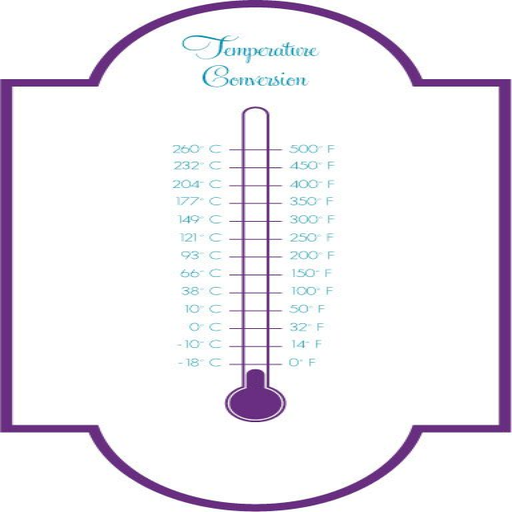 Temperature
Conversion
260° C 500° F
232° C 450° F
204° C 400° F
177° C 350° F
149° C 300° F
121° C 250° F
93° C 200° F
66° C 150° F
38° C 100° F
10° C 50° F
0° C 32° F
-10° C 14° F
-18° C 0° F